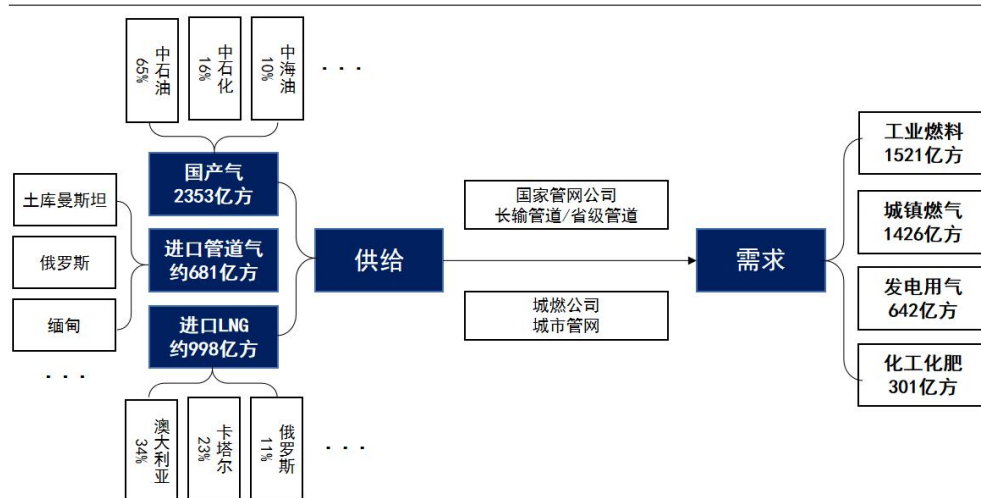 中石油
65%
中石化
16%
中海油
10%
· · ·
国产气
2353亿方
土库曼斯坦
俄罗斯
缅甸
· · ·
进口管道气
约681亿方
进口LNG
约998亿方
澳大利亚
34%
卡塔尔
23%
俄罗斯
11%
· · ·
供给
国家管网公司
长输管道/省级管道
城燃公司
城市管网
需求
工业燃料
1521亿方
城镇燃气
1426亿方
发电用气
642亿方
化工化肥
301亿方